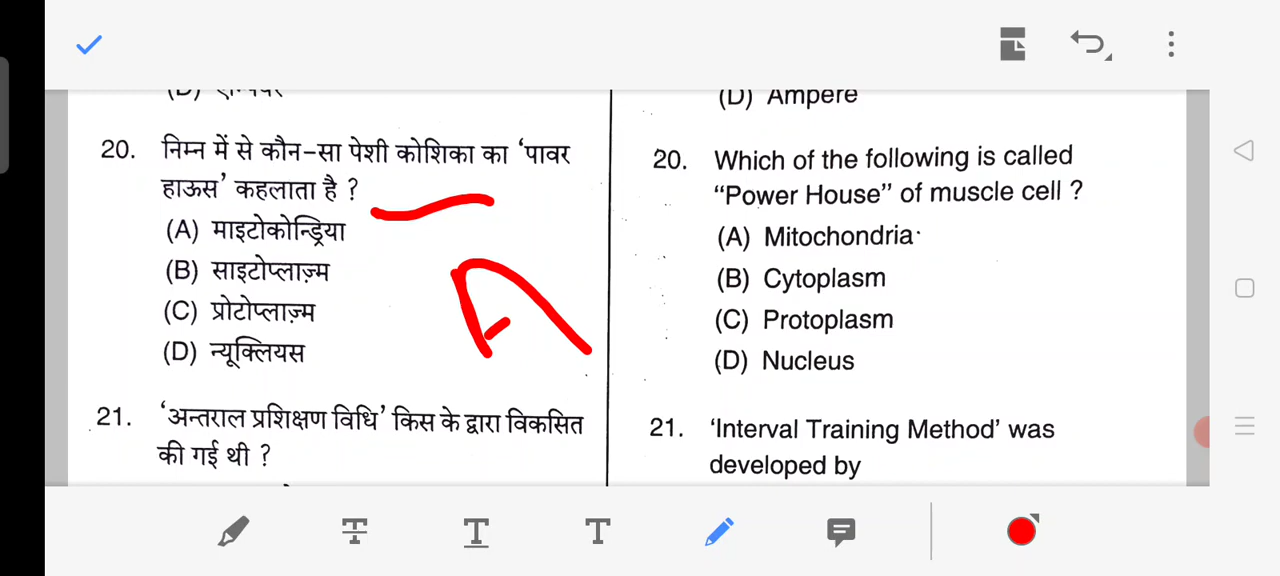 (D) Ampere
20. निम्न में से कौन-सा पेशी कोशिका का 'पावर
हाऊस' कहलाता है ?
(A) माइटोकोन्ड्रिया
(B) साइटोप्लाज़्म
(C) प्रोटोप्लाज़्म
(D) न्यूक्लियस
A
21. 'अन्तराल प्रशिक्षण विधि' किस के द्वारा विकसित
की गई थी ?
20. Which of the following is called
“Power House” of muscle cell ?
(A) Mitochondria
(B) Cytoplasm
(C) Protoplasm
(D) Nucleus
21. 'Interval Training Method' was
developed by